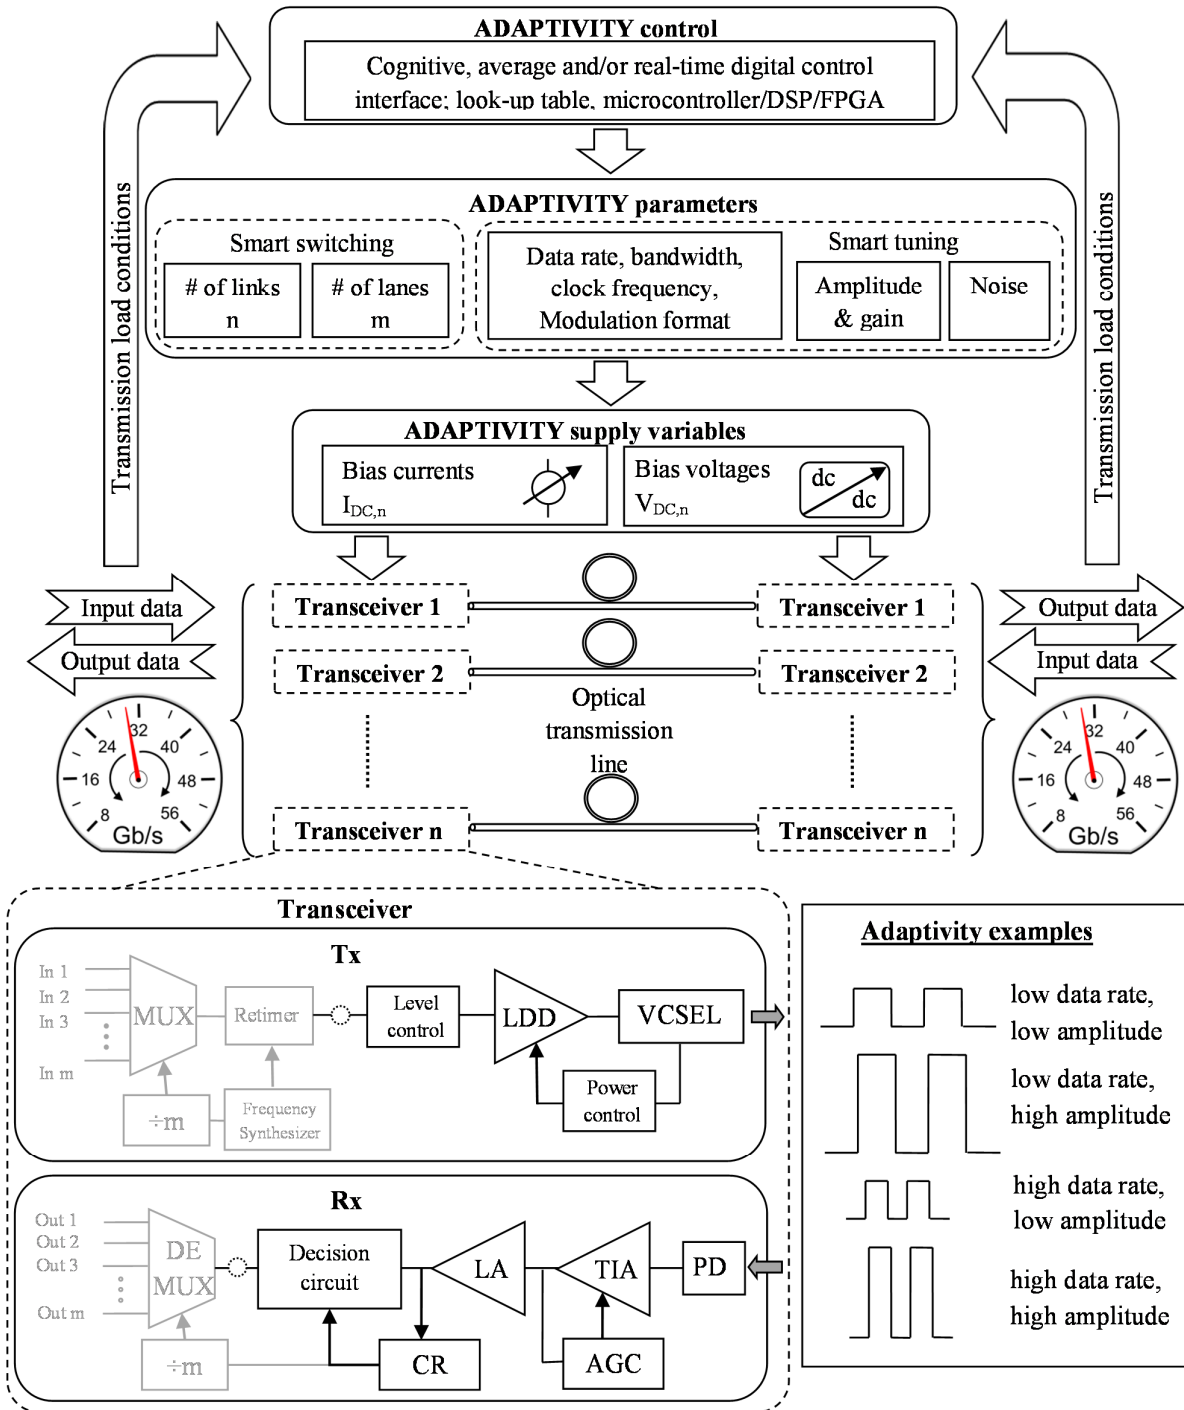 ADAPTIVITY control
Cognitive, average and/or real-time digital control
interface; look-up table, microcontroller/DSP/FPGA
Transmission load conditions
Transmission load conditions
ADAPTIVITY parameters
Smart switching
# of links
n
# of lanes
m
Data rate, bandwidth,
clock frequency,
Modulation format
Smart tuning
Amplitude
& gain
Noise
ADAPTIVITY supply variables
Bias currents
I_DC,n
Bias voltages
V_DC,n
dc
dc
Input data
Output data
Transceiver 1
Transceiver 1
Output data
Input data
Transceiver 2
Transceiver 2
Optical
transmission
line
Transceiver n
Transceiver n
8
16
24
32
40
48
56
Gb/s
8
16
24
32
40
48
56
Gb/s
Transceiver
Tx
In 1
In 2
In 3
In m
MUX
Retimer
Level
control
LDD
VCSEL
÷m
Frequency
Synthesizer
Power
control
Rx
Out 1
Out 2
Out 3
Out m
DE
MUX
Decision
circuit
LA
TIA
PD
÷m
CR
AGC
Adaptivity examples
low data rate,
low amplitude
low data rate,
high amplitude
high data rate,
low amplitude
high data rate,
high amplitude